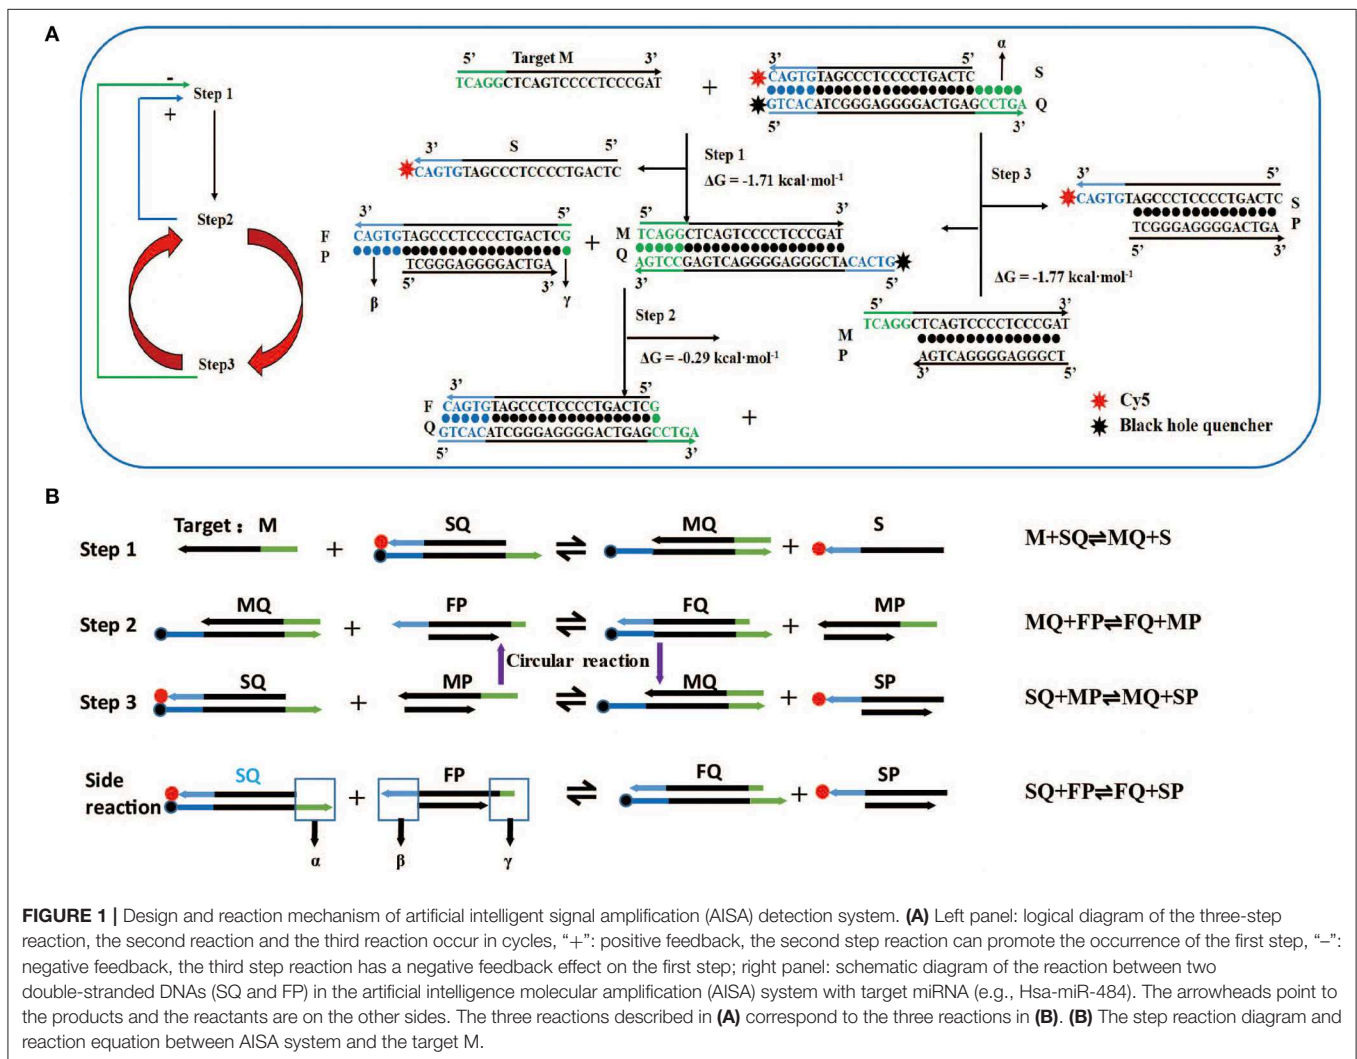 A
5' Target M 3'
TCAGGCTCAGTCCCCTCCCGAT
+
α
CAGTGTAGCCCTCCCCTGACTC S
GTCACATCGGGAGGGGACTGAGCCTGA Q
5' 3'
-
Step 1
+
Step2
Step3
3' S 5'
CAGTGTAGCCCTCCCCTGACTC
Step 1
ΔG = -1.71 kcal·mol-1
Step 3
3' 5'
CAGTGTAGCCCTCCCCTGACTC S
P
TCGGGAGGGGACTGA
5' 3'
ΔG = -1.77 kcal·mol-1
3' 5'
F CAGTGTAGCCCTCCCCTGACTCG
P
TCGGGAGGGGACTGA
5' 3'
β γ
+
5' 3'
M TCAGGCTCAGTCCCCTCCCGAT
Q AGTCCGAGTCAGGGGAGGGCTACACTG
3' 5'
Step 2
ΔG = -0.29 kcal·mol-1
5' 3'
TCAGGCTCAGTCCCCTCCCGAT
M
P AGTCAGGGGAGGGCT
3' 5'
3' 5'
F CAGTGTAGCCCTCCCCTGACTCG
Q GTCACATCGGGAGGGGACTGAGCCTGA
5' 3'
+
Cy5
Black hole quencher
B
Step 1 Target: M + SQ ⇌ MQ + S M+SQ⇌MQ+S
Step 2 MQ + FP ⇌ FQ + MP MQ+FP⇌FQ+MP
Circular reaction
Step 3 SQ + MP ⇌ MQ + SP SQ+MP⇌MQ+SP
Side reaction SQ + FP ⇌ FQ + SP SQ+FP⇌FQ+SP
α β γ
FIGURE 1 | Design and reaction mechanism of artificial intelligent signal amplification (AISA) detection system. (A) Left panel: logical diagram of the three-step
reaction, the second reaction and the third reaction occur in cycles, “+”: positive feedback, the second step reaction can promote the occurrence of the first step, “–”:
negative feedback, the third step reaction has a negative feedback effect on the first step; right panel: schematic diagram of the reaction between two
double-stranded DNAs (SQ and FP) in the artificial intelligence molecular amplification (AISA) system with target miRNA (e.g., Hsa-miR-484). The arrowheads point to
the products and the reactants are on the other sides. The three reactions described in (A) correspond to the three reactions in (B). (B) The step reaction diagram and
reaction equation between AISA system and the target M.